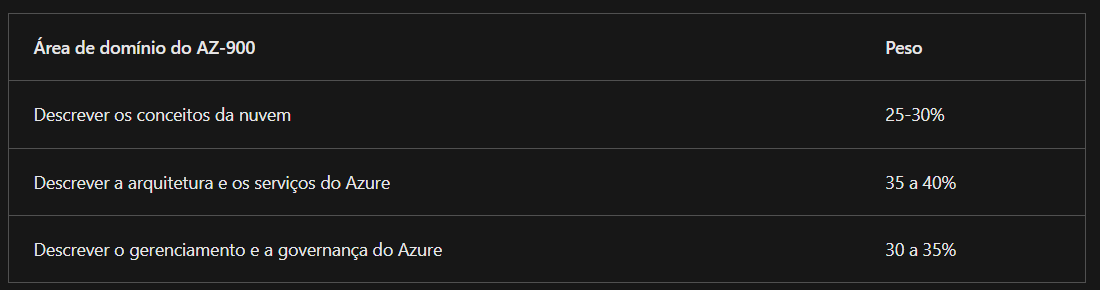 Área de domínio do AZ-900 Peso
Descrever os conceitos da nuvem 25-30%
Descrever a arquitetura e os serviços do Azure 35 a 40%
Descrever o gerenciamento e a governança do Azure 30 a 35%